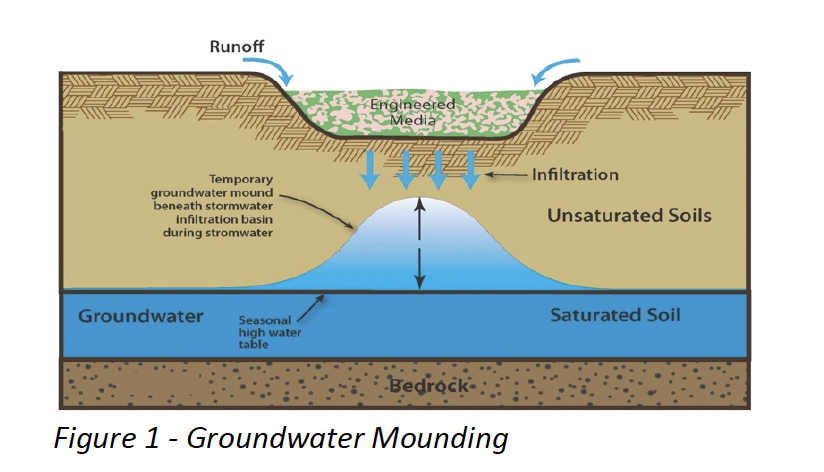 Runoff
Engineered
Media
Temporary
groundwater mound
beneath stormwater
infiltration basin
during stromwater
Infiltration
Unsaturated Soils
Groundwater
Seasonal
high water
table
Saturated Soil
Bedrock
Figure 1 - Groundwater Mounding